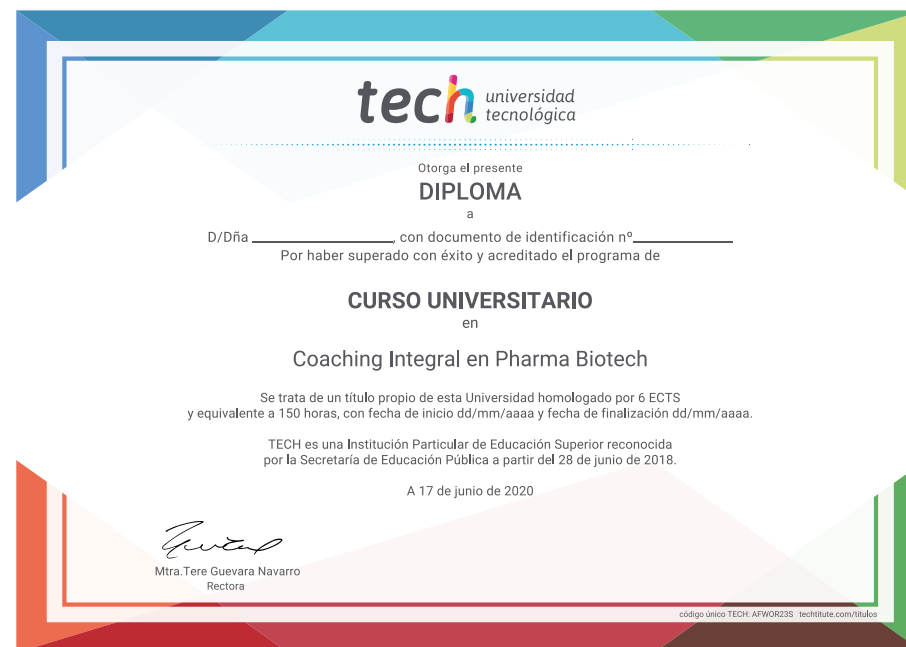 tech universidad
tecnológica
Otorga el presente
DIPLOMA
a
D/Dña ____________________, con documento de identificación nº______________
Por haber superado con éxito y acreditado el programa de
CURSO UNIVERSITARIO
en
Coaching Integral en Pharma Biotech
Se trata de un título propio de esta Universidad homologado por 6 ECTS
y equivalente a 150 horas, con fecha de inicio dd/mm/aaaa y fecha de finalización dd/mm/aaaa.
TECH es una Institución Particular de Educación Superior reconocida
por la Secretaría de Educación Pública a partir del 28 de junio de 2018.
A 17 de junio de 2020
Mtra.Tere Guevara Navarro
Rectora
código único TECH: AFWOR23S techtitute.com/titulos